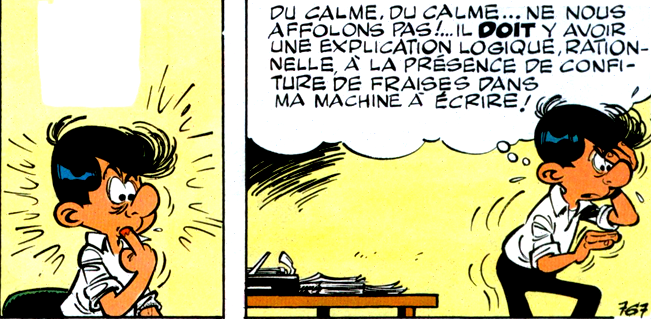 DU CALME, DU CALME... NE NOUS
AFFOLONS PAS!... IL DOIT Y AVOIR
UNE EXPLICATION LOGIQUE, RATION-
NELLE, À LA PRÉSENCE DE CONFI-
TURE DE FRAISES DANS
MA MACHINE À ÉCRIRE!
767